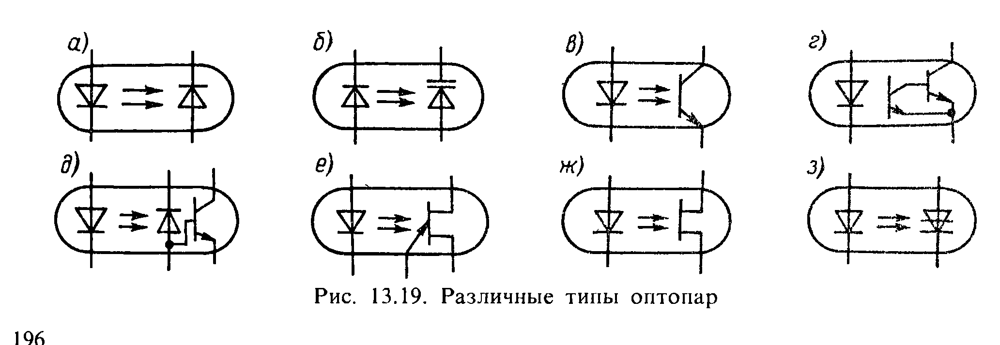 а) б) в) г)
д) е) ж) з)
Рис. 13.19. Различные типы оптопар
196